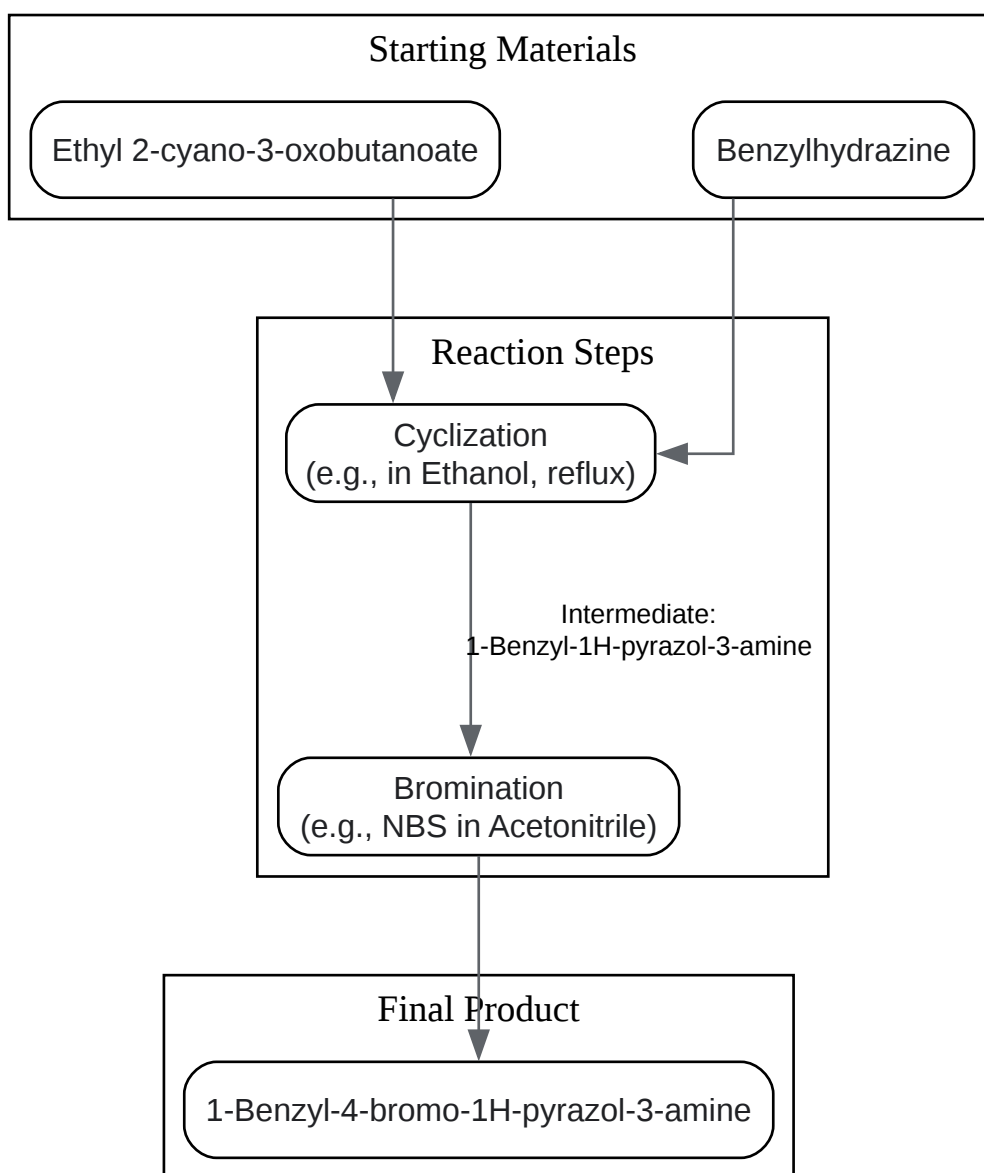 Starting Materials
Ethyl 2-cyano-3-oxobutanoate
Benzylhydrazine
Reaction Steps
Cyclization
(e.g., in Ethanol, reflux)
Intermediate:
1-Benzyl-1H-pyrazol-3-amine
Bromination
(e.g., NBS in Acetonitrile)
Final Product
1-Benzyl-4-bromo-1H-pyrazol-3-amine